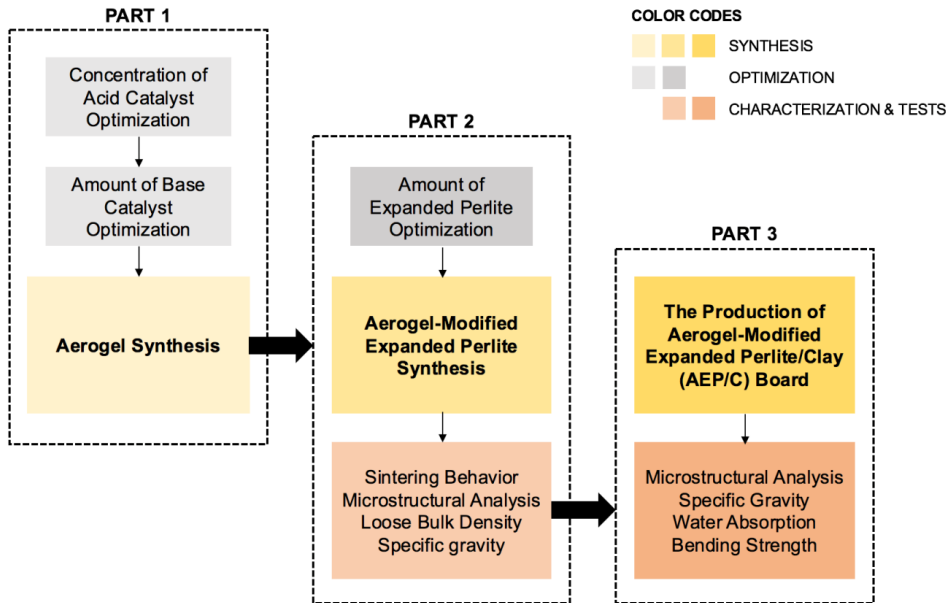 PART 1
Concentration of
Acid Catalyst
Optimization
Amount of Base
Catalyst
Optimization
Aerogel Synthesis
PART 2
Amount of
Expanded Perlite
Optimization
Aerogel-Modified
Expanded Perlite
Synthesis
Sintering Behavior
Microstructural Analysis
Loose Bulk Density
Specific gravity
PART 3
The Production of
Aerogel-Modified
Expanded Perlite/Clay
(AEP/C) Board
Microstructural Analysis
Specific Gravity
Water Absorption
Bending Strength
COLOR CODES
SYNTHESIS
OPTIMIZATION
CHARACTERIZATION & TESTS